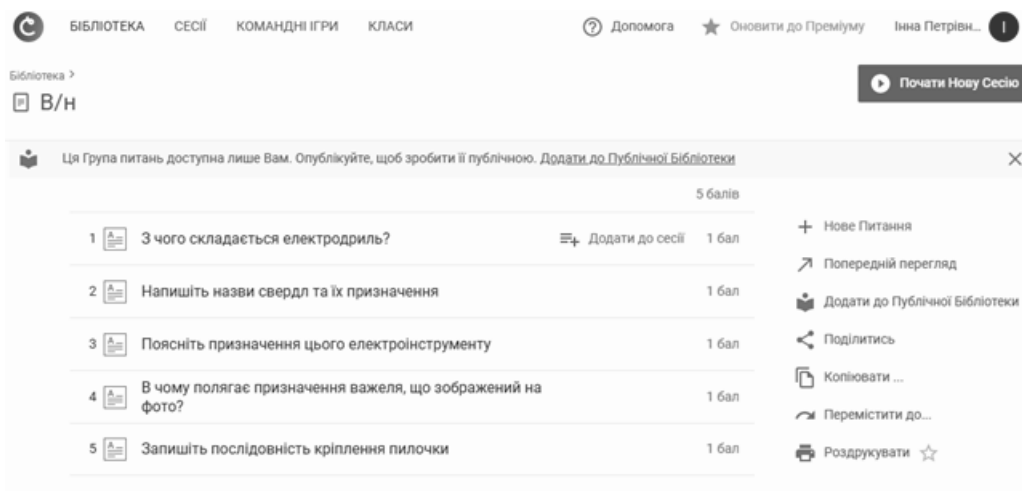 БІБЛІОТЕКА СЕСІЇ КОМАНДНІ ІГРИ КЛАСИ Допомога Оновити до Преміуму Інна Петрівн... І
Бібліотека >
В/н
Почати Нову Сесію
Ця Група питань доступна лише Вам. Опублікуйте, щоб зробити її публічною. Додати до Публічної Бібліотеки
5 балів
1 З чого складається електродриль? Додати до сесії 1 бал
2 Напишіть назви свердл та їх призначення 1 бал
3 Поясніть призначення цього електроінструменту 1 бал
4 В чому полягає призначення важеля, що зображений на
фото? 1 бал
5 Запишіть послідовність кріплення пилочки 1 бал
Нове Питання
Попередній перегляд
Додати до Публічної Бібліотеки
Поділитись
Копіювати ...
Перемістити до...
Роздрукувати